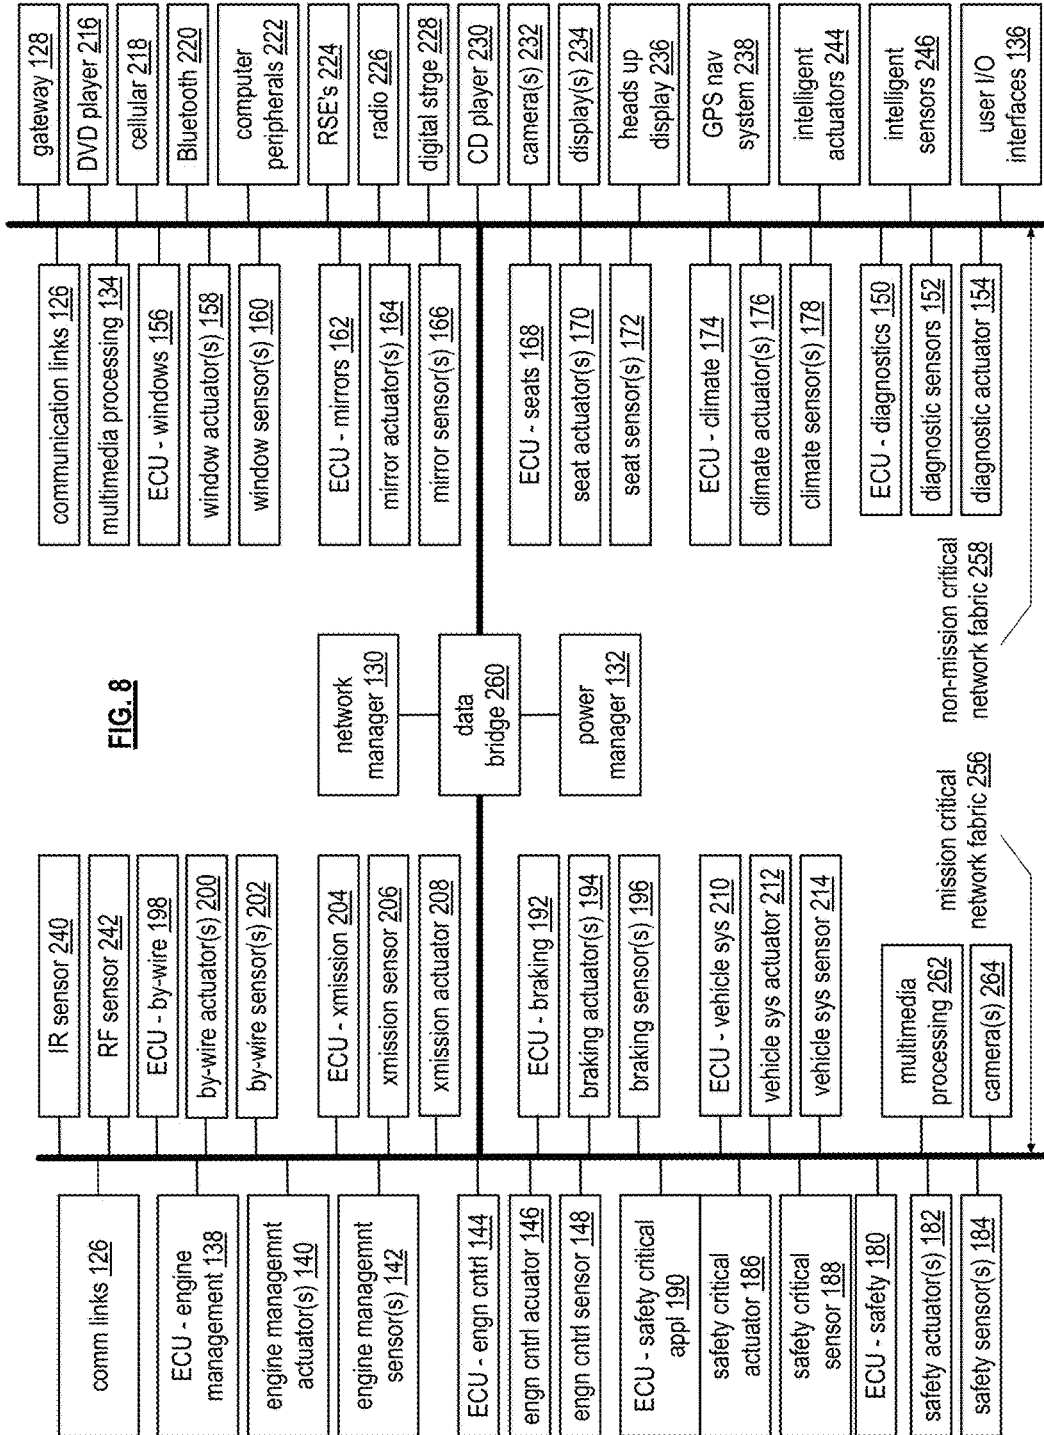 FIG. 8
comm links 126
ECU - engine
management 138
engine managemnt
actuator(s) 140
engine managemnt
sensor(s) 142
ECU - engn cntrl 144
engn cntrl acuator 146
engn cntrl sensor 148
ECU - safety critical
appl 190
safety critical
actuator 186
safety critical
sensor 188
ECU - safety 180
safety actuator(s) 182
safety sensor(s) 184
IR sensor 240
RF sensor 242
ECU - by-wire 198
by-wire actuator(s) 200
by-wire sensor(s) 202
ECU - xmission 204
xmission sensor 206
xmission actuator 208
ECU - braking 192
braking actuator(s) 194
braking sensor(s) 196
ECU - vehicle sys 210
vehicle sys actuator 212
vehicle sys sensor 214
multimedia
processing 262
camera(s) 264
mission critical
network fabric 256
network
manager 130
data
bridge 260
power
manager 132
non-mission critical
network fabric 258
communication links 126
multimedia processing 134
ECU - windows 156
window actuator(s) 158
window sensor(s) 160
ECU - mirrors 162
mirror actuator(s) 164
mirror sensor(s) 166
ECU - seats 168
seat actuator(s) 170
seat sensor(s) 172
ECU - climate 174
climate actuator(s) 176
climate sensor(s) 178
ECU - diagnostics 150
diagnostic sensors 152
diagnostic actuator 154
gateway 128
DVD player 216
cellular 218
Bluetooth 220
computer
peripherals 222
RSE's 224
radio 226
digital strge 228
CD player 230
camera(s) 232
display(s) 234
heads up
display 236
GPS nav
system 238
intelligent
actuators 244
intelligent
sensors 246
user I/O
interfaces 136